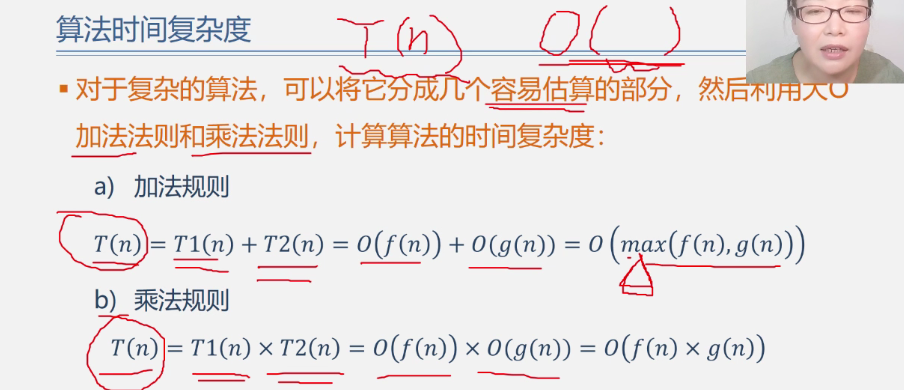 算法时间复杂度
T(n) O( )
▪ 对于复杂的算法，可以将它分成几个容易估算的部分，然后利用大O
加法法则和乘法法则，计算算法的时间复杂度：
a) 加法规则
T(n) = T1(n) + T2(n) = O(f(n)) + O(g(n)) = O(max(f(n), g(n)))
b) 乘法规则
T(n) = T1(n) × T2(n) = O(f(n)) × O(g(n)) = O(f(n) × g(n))